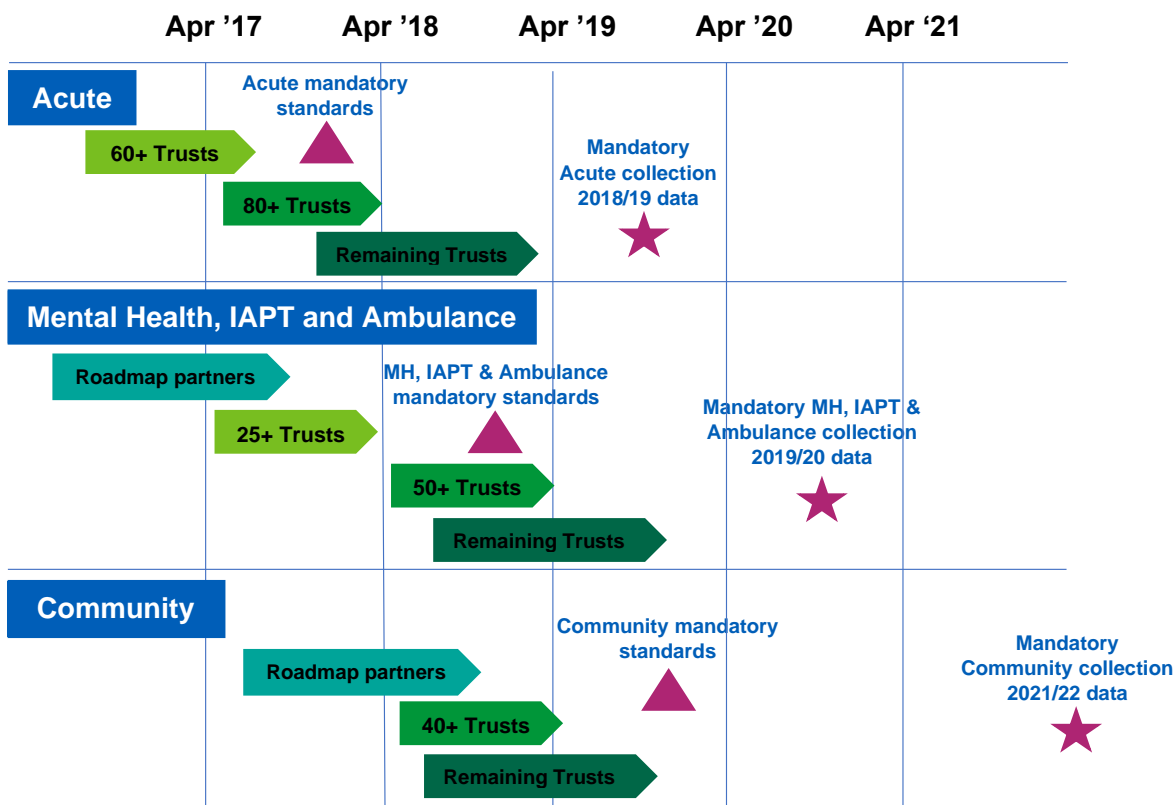 Apr ’17
Apr ’18
Apr ’19
Apr ’20
Apr ’21
Acute
Acute mandatory
standards
60+ Trusts
80+ Trusts
Remaining Trusts
Mandatory
Acute collection
2018/19 data
Mental Health, IAPT and Ambulance
Roadmap partners
25+ Trusts
MH, IAPT & Ambulance
mandatory standards
50+ Trusts
Remaining Trusts
Mandatory MH, IAPT &
Ambulance collection
2019/20 data
Community
Roadmap partners
40+ Trusts
Remaining Trusts
Community mandatory
standards
Mandatory
Community collection
2021/22 data